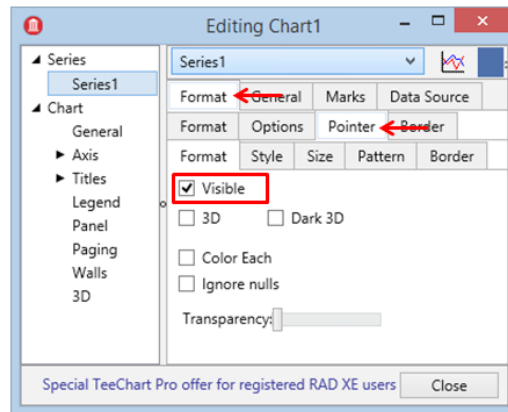 Editing Chart1
Series
Series1
Chart
General
Axis
Titles
Legend
Panel
Paging
Walls
3D
Series1
Format General Marks Data Source
Format Options Pointer Border
Format Style Size Pattern Border
Visible
3D Dark 3D
Color Each
Ignore nulls
Transparency:
Special TeeChart Pro offer for registered RAD XE users
Close